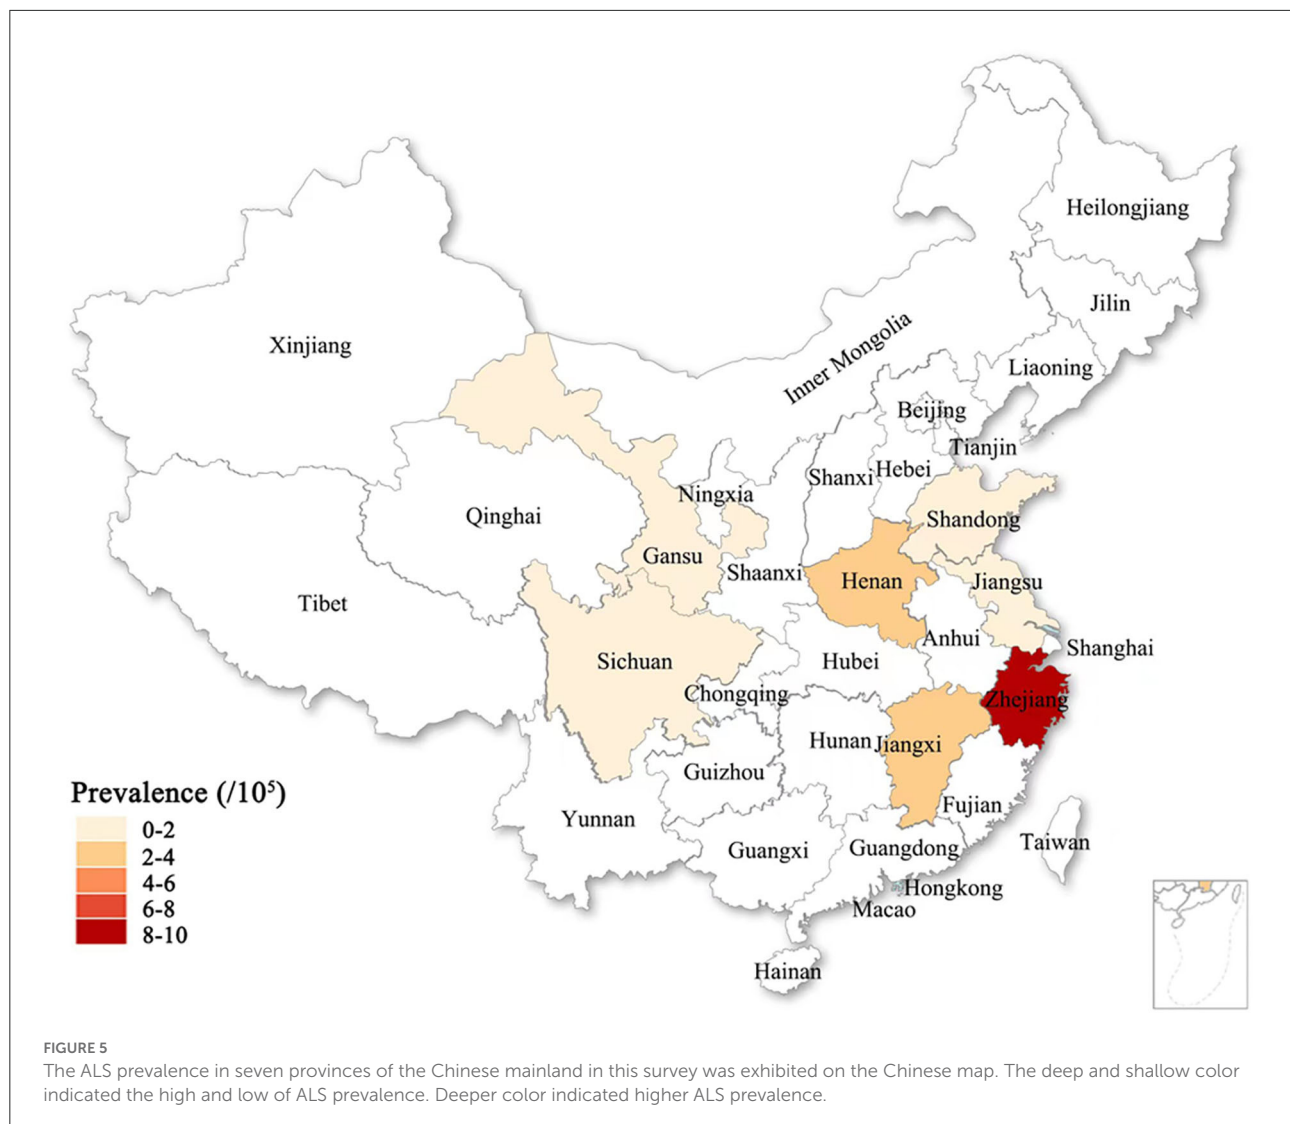 Heilongjiang
Jilin
Xinjiang
Inner Mongolia
Liaoning
Beijing
Tianjin
Shanxi
Hebei
Ningxia
Qinghai
Shandong
Gansu
Shaanxi
Henan
Jiangsu
Tibet
Anhui
Shanghai
Sichuan
Hubei
Chongqing
Zhejiang
Hunan
Jiangxi
Guizhou
Fujian
Yunnan
Guangxi
Guangdong
Taiwan
Hongkong
Macao
Hainan
Prevalence (/10⁵)
0-2
2-4
4-6
6-8
8-10
FIGURE 5
The ALS prevalence in seven provinces of the Chinese mainland in this survey was exhibited on the Chinese map. The deep and shallow color
indicated the high and low of ALS prevalence. Deeper color indicated higher ALS prevalence.